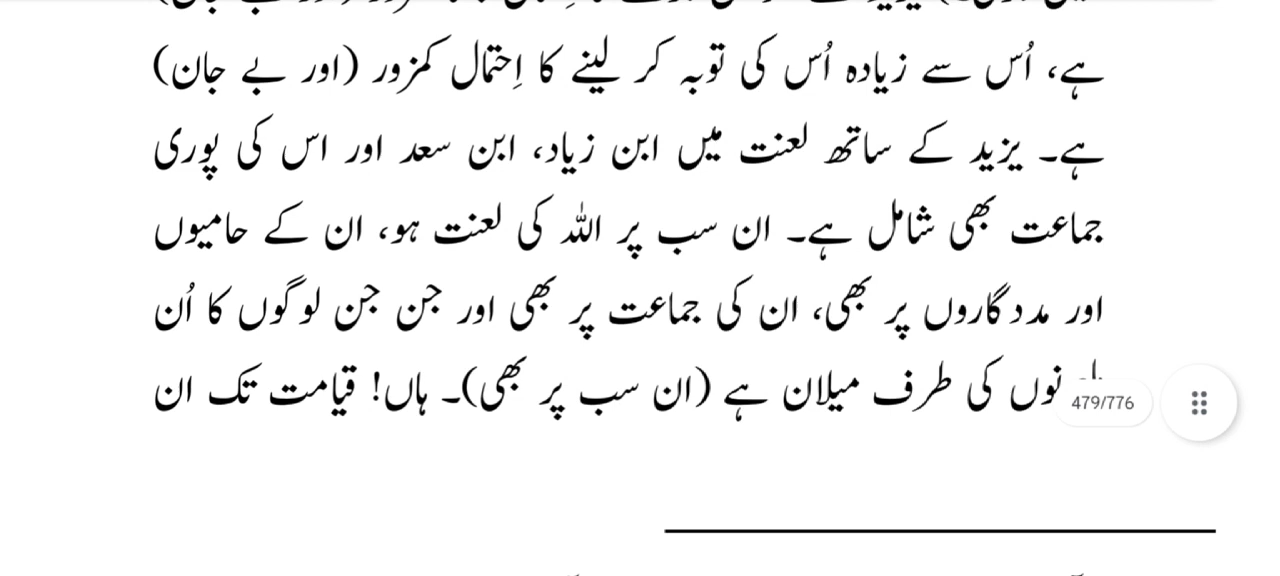 ہے، اُس سے زیادہ اُس کی توبہ کر لینے کا اِحتمال کمزور (اور بے جان)
ہے۔ یزید کے ساتھ لعنت میں ابن زیاد، ابن سعد اور اس کی پوری
جماعت بھی شامل ہے۔ ان سب پر اللہ کی لعنت ہو، ان کے حامیوں
اور مددگاروں پر بھی، ان کی جماعت پر بھی اور جن جن لوگوں کا اُن
کی طرف میلان ہے (ان سب پر بھی)۔ ہاں! قیامت تک ان
479/776